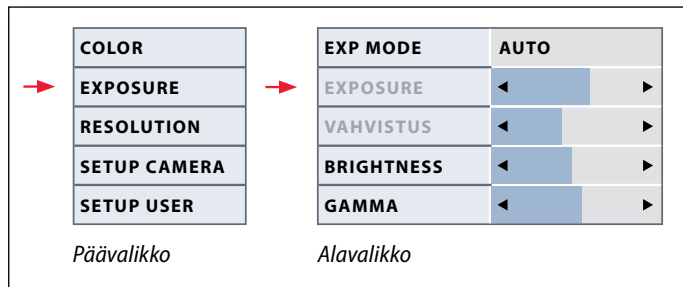 COLOR
EXPOSURE
RESOLUTION
SETUP CAMERA
SETUP USER
Päävalikko
EXP MODE AUTO
EXPOSURE
VAHVISTUS
BRIGHTNESS
GAMMA
Alavalikko